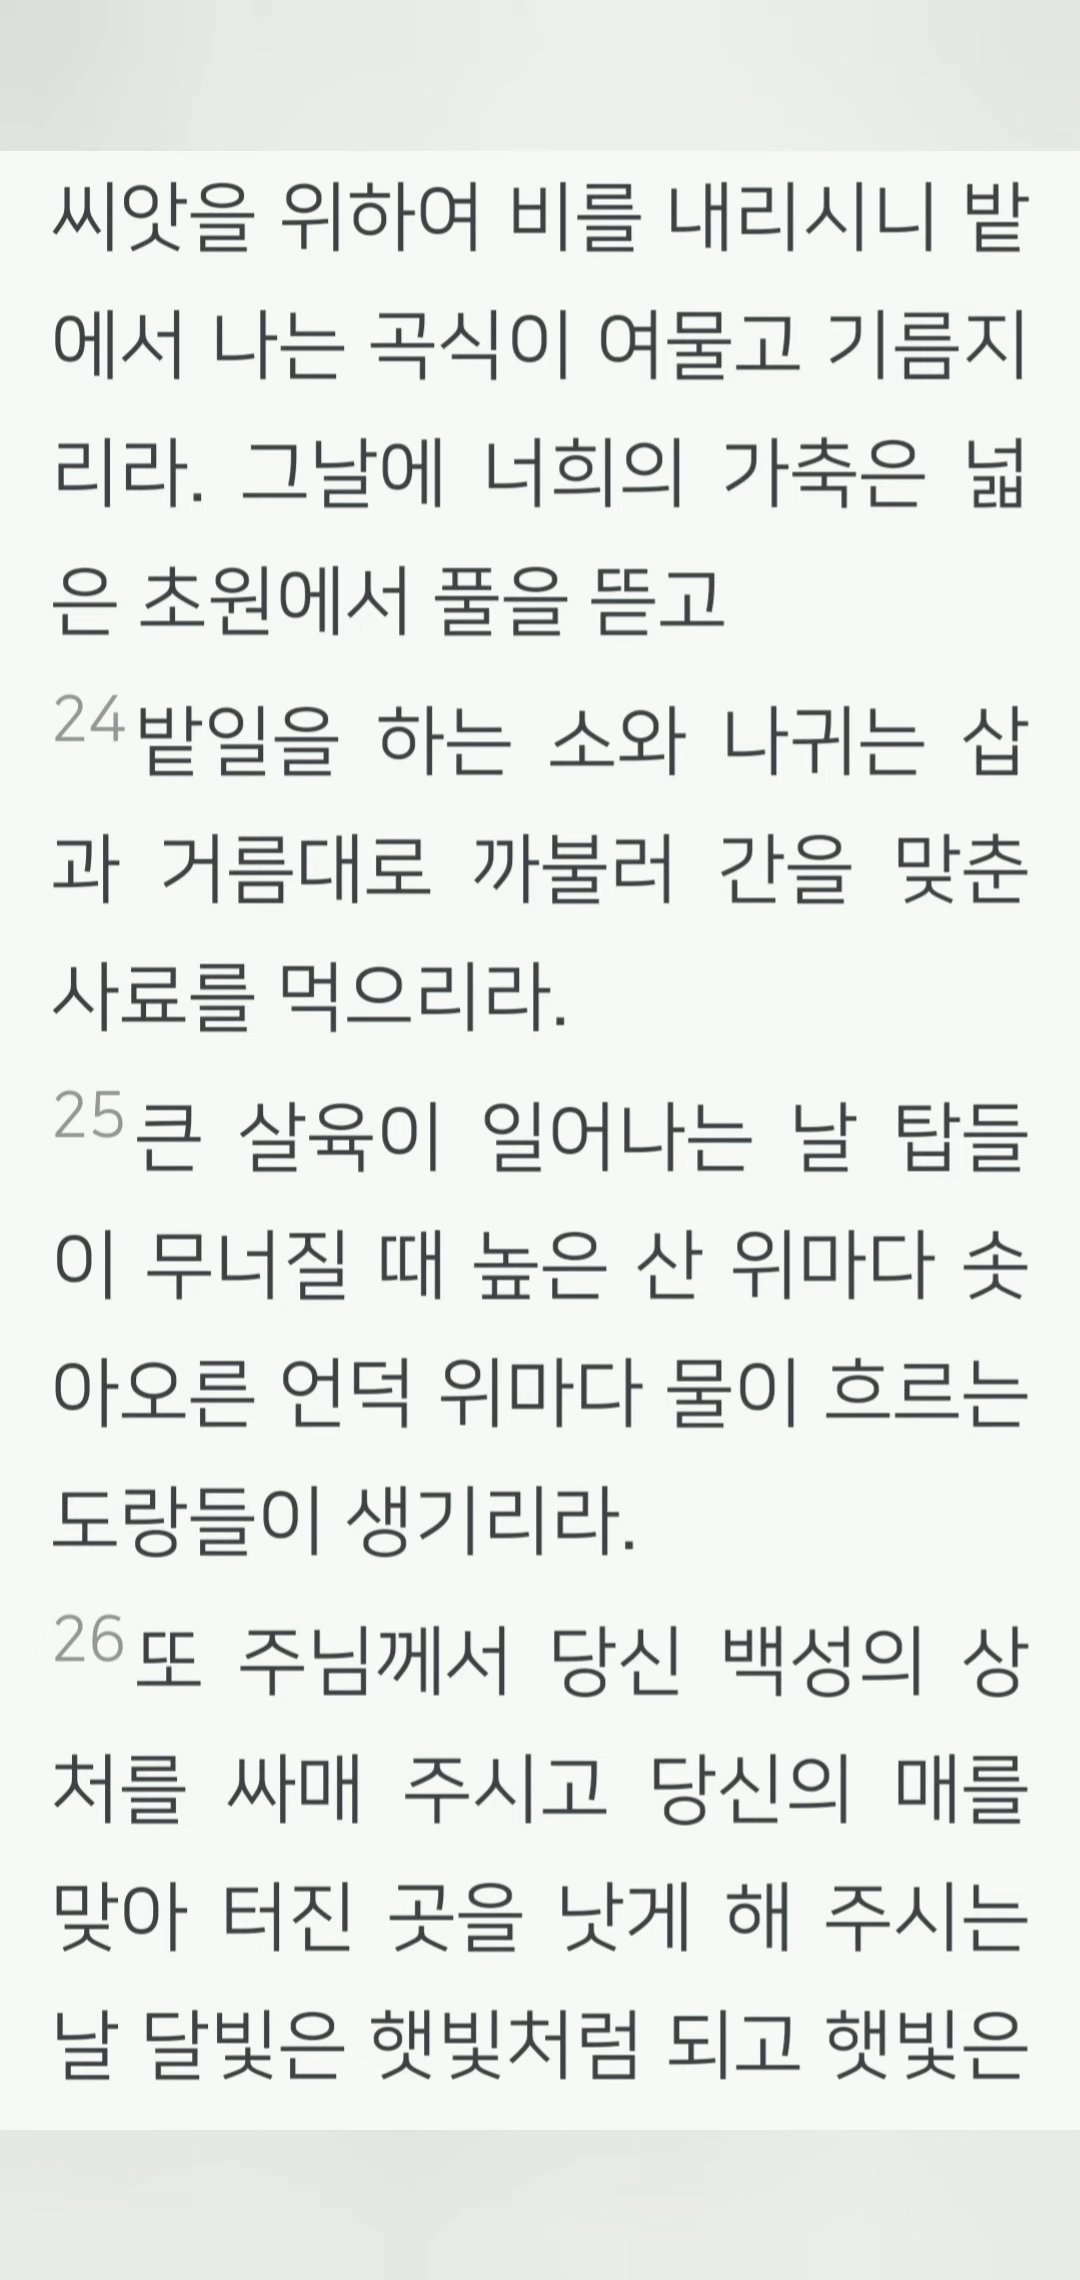 씨앗을 위하여 비를 내리시니 밭
에서 나는 곡식이 여물고 기름지
리라. 그날에 너희의 가축은 넓
은 초원에서 풀을 뜯고
24 밭일을 하는 소와 나귀는 삽
과 거름대로 까불러 간을 맞춘
사료를 먹으리라.
25 큰 살육이 일어나는 날 탑들
이 무너질 때 높은 산 위마다 솟
아오른 언덕 위마다 물이 흐르는
도랑들이 생기리라.
26 또 주님께서 당신 백성의 상
처를 싸매 주시고 당신의 매를
맞아 터진 곳을 낫게 해 주시는
날 달빛은 햇빛처럼 되고 햇빛은